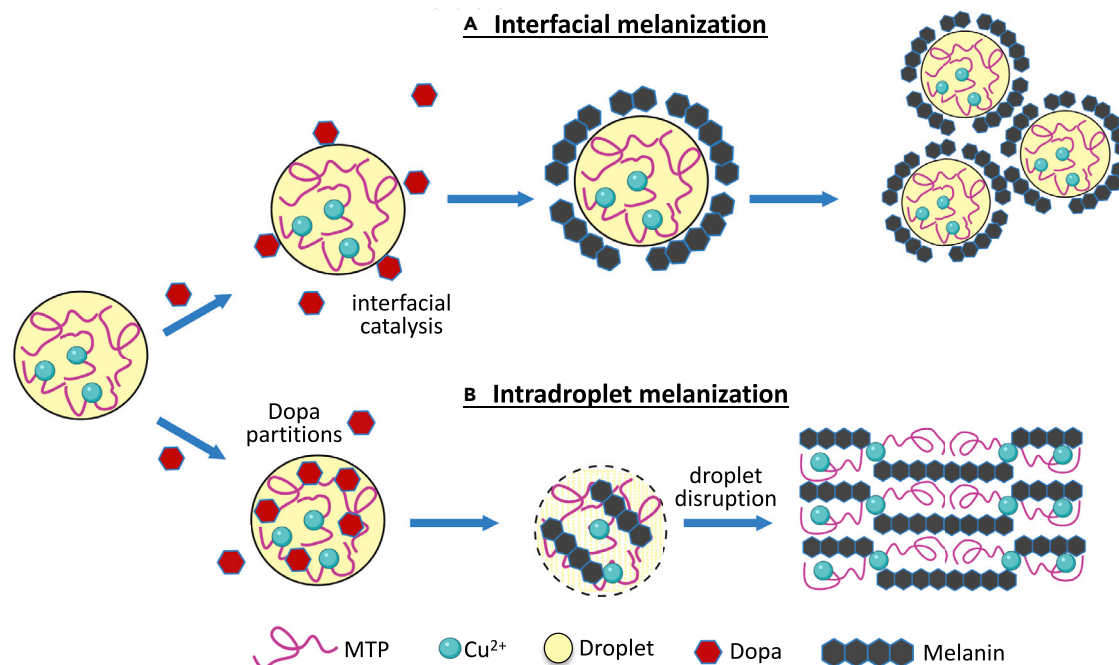 A Interfacial melanization
interfacial
catalysis
B Intradroplet melanization
Dopa
partitions
droplet
disruption
MTP
Cu²⁺
Droplet
Dopa
Melanin